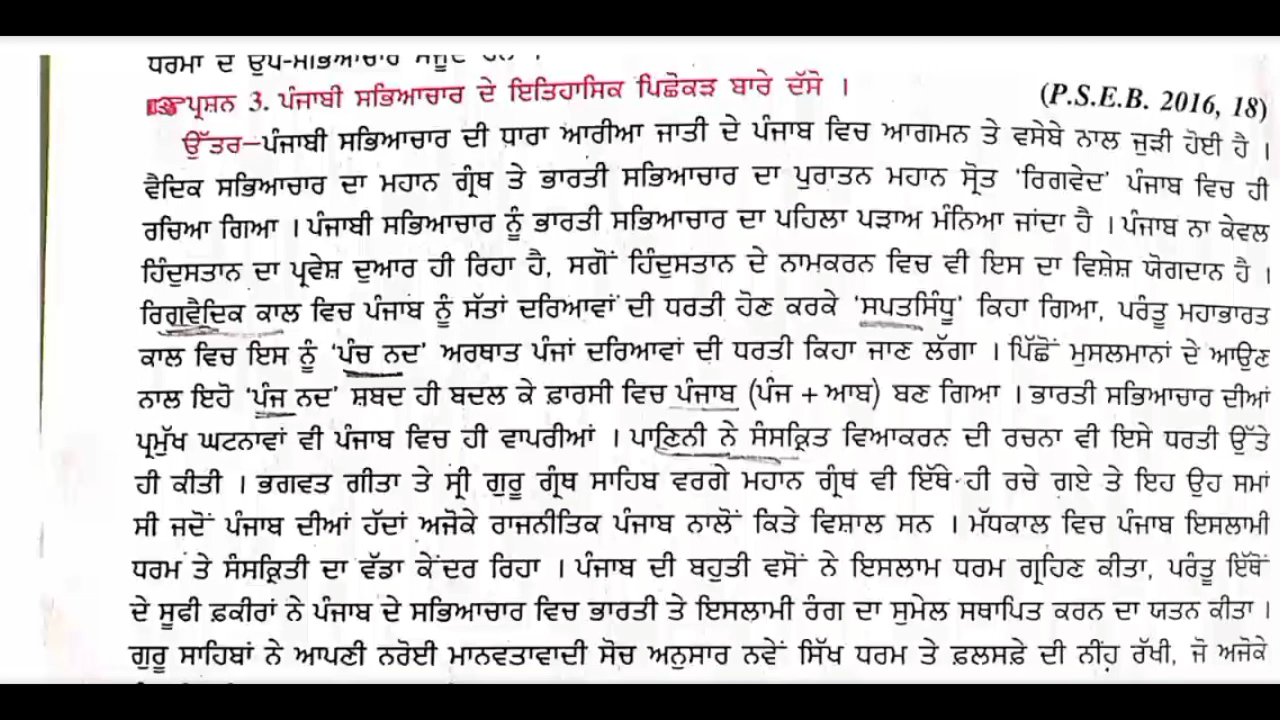 ਧਰਮਾਂ ਦੇ ਉਪ-ਸਭਿਆਚਾਰ ਮੌਜੂਦ ਹਨ ।
ਪ੍ਰਸ਼ਨ 3. ਪੰਜਾਬੀ ਸਭਿਆਚਾਰ ਦੇ ਇਤਿਹਾਸਿਕ ਪਿਛੋਕੜ ਬਾਰੇ ਦੱਸੋ ।
(P.S.E.B. 2016, 18)
ਉੱਤਰ–ਪੰਜਾਬੀ ਸਭਿਆਚਾਰ ਦੀ ਧਾਰਾ ਆਰੀਆ ਜਾਤੀ ਦੇ ਪੰਜਾਬ ਵਿਚ ਆਗਮਨ ਤੇ ਵਸੇਬੇ ਨਾਲ ਜੁੜੀ ਹੋਈ ਹੈ ।
ਵੈਦਿਕ ਸਭਿਆਚਾਰ ਦਾ ਮਹਾਨ ਗ੍ਰੰਥ ਤੇ ਭਾਰਤੀ ਸਭਿਆਚਾਰ ਦਾ ਪੁਰਾਤਨ ਮਹਾਨ ਸ੍ਰੋਤ ‘ਰਿਗਵੇਦ’ ਪੰਜਾਬ ਵਿਚ ਹੀ
ਰਚਿਆ ਗਿਆ । ਪੰਜਾਬੀ ਸਭਿਆਚਾਰ ਨੂੰ ਭਾਰਤੀ ਸਭਿਆਚਾਰ ਦਾ ਪਹਿਲਾ ਪੜਾਅ ਮੰਨਿਆ ਜਾਂਦਾ ਹੈ । ਪੰਜਾਬ ਨਾ ਕੇਵਲ
ਹਿੰਦੁਸਤਾਨ ਦਾ ਪ੍ਰਵੇਸ਼ ਦੁਆਰ ਹੀ ਰਿਹਾ ਹੈ, ਸਗੋਂ ਹਿੰਦੁਸਤਾਨ ਦੇ ਨਾਮਕਰਨ ਵਿਚ ਵੀ ਇਸ ਦਾ ਵਿਸ਼ੇਸ਼ ਯੋਗਦਾਨ ਹੈ ।
ਰਿਗਵੈਦਿਕ ਕਾਲ ਵਿਚ ਪੰਜਾਬ ਨੂੰ ਸੱਤਾਂ ਦਰਿਆਵਾਂ ਦੀ ਧਰਤੀ ਹੋਣ ਕਰਕੇ ‘ਸਪਤਸਿੰਧੂ’ ਕਿਹਾ ਗਿਆ, ਪਰੰਤੂ ਮਹਾਭਾਰਤ
ਕਾਲ ਵਿਚ ਇਸ ਨੂੰ ‘ਪੰਚ ਨਦ’ ਅਰਥਾਤ ਪੰਜਾਂ ਦਰਿਆਵਾਂ ਦੀ ਧਰਤੀ ਕਿਹਾ ਜਾਣ ਲੱਗਾ । ਪਿੱਛੋਂ ਮੁਸਲਮਾਨਾਂ ਦੇ ਆਉਣ
ਨਾਲ ਇਹੋ ‘ਪੰਜ ਨਦ’ ਸ਼ਬਦ ਹੀ ਬਦਲ ਕੇ ਫ਼ਾਰਸੀ ਵਿਚ ਪੰਜਾਬ (ਪੰਜ + ਆਬ) ਬਣ ਗਿਆ । ਭਾਰਤੀ ਸਭਿਆਚਾਰ ਦੀਆਂ
ਪ੍ਰਮੁੱਖ ਘਟਨਾਵਾਂ ਵੀ ਪੰਜਾਬ ਵਿਚ ਹੀ ਵਾਪਰੀਆਂ । ਪਾਣਿਨੀ ਨੇ ਸੰਸਕ੍ਰਿਤ ਵਿਆਕਰਨ ਦੀ ਰਚਨਾ ਵੀ ਇਸੇ ਧਰਤੀ ਉੱਤੇ
ਹੀ ਕੀਤੀ । ਭਗਵਤ ਗੀਤਾ ਤੇ ਸ੍ਰੀ ਗੁਰੂ ਗ੍ਰੰਥ ਸਾਹਿਬ ਵਰਗੇ ਮਹਾਨ ਗ੍ਰੰਥ ਵੀ ਇੱਥੇ ਹੀ ਰਚੇ ਗਏ ਤੇ ਇਹ ਉਹ ਸਮਾਂ
ਸੀ ਜਦੋਂ ਪੰਜਾਬ ਦੀਆਂ ਹੱਦਾਂ ਅਜੋਕੇ ਰਾਜਨੀਤਿਕ ਪੰਜਾਬ ਨਾਲੋਂ ਕਿਤੇ ਵਿਸ਼ਾਲ ਸਨ । ਮੱਧਕਾਲ ਵਿਚ ਪੰਜਾਬ ਇਸਲਾਮੀ
ਧਰਮ ਤੇ ਸੰਸਕ੍ਰਿਤੀ ਦਾ ਵੱਡਾ ਕੇਂਦਰ ਰਿਹਾ । ਪੰਜਾਬ ਦੀ ਬਹੁਤੀ ਵਸੋਂ ਨੇ ਇਸਲਾਮ ਧਰਮ ਗ੍ਰਹਿਣ ਕੀਤਾ, ਪਰੰਤੂ ਇੱਥੋਂ
ਦੇ ਸੂਫੀ ਫ਼ਕੀਰਾਂ ਨੇ ਪੰਜਾਬ ਦੇ ਸਭਿਆਚਾਰ ਵਿਚ ਭਾਰਤੀ ਤੇ ਇਸਲਾਮੀ ਰੰਗ ਦਾ ਸੁਮੇਲ ਸਥਾਪਿਤ ਕਰਨ ਦਾ ਯਤਨ ਕੀਤਾ ।
ਗੁਰੂ ਸਾਹਿਬਾਂ ਨੇ ਆਪਣੀ ਨਰੋਈ ਮਾਨਵਤਾਵਾਦੀ ਸੋਚ ਅਨੁਸਾਰ ਨਵੇਂ ਸਿੱਖ ਧਰਮ ਤੇ ਫ਼ਲਸਫ਼ੇ ਦੀ ਨੀਂਹ ਰੱਖੀ, ਜੋ ਅਜੋਕੇ